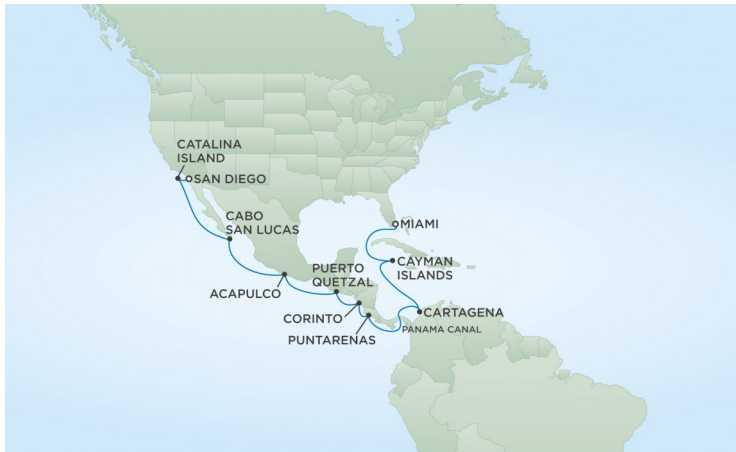 CATALINA
ISLAND
SAN DIEGO
CABO
SAN LUCAS
MIAMI
CAYMAN
ISLANDS
PUERTO
QUETZAL
ACAPULCO
CORINTO
CARTAGENA
PANAMA CANAL
PUNTARENAS